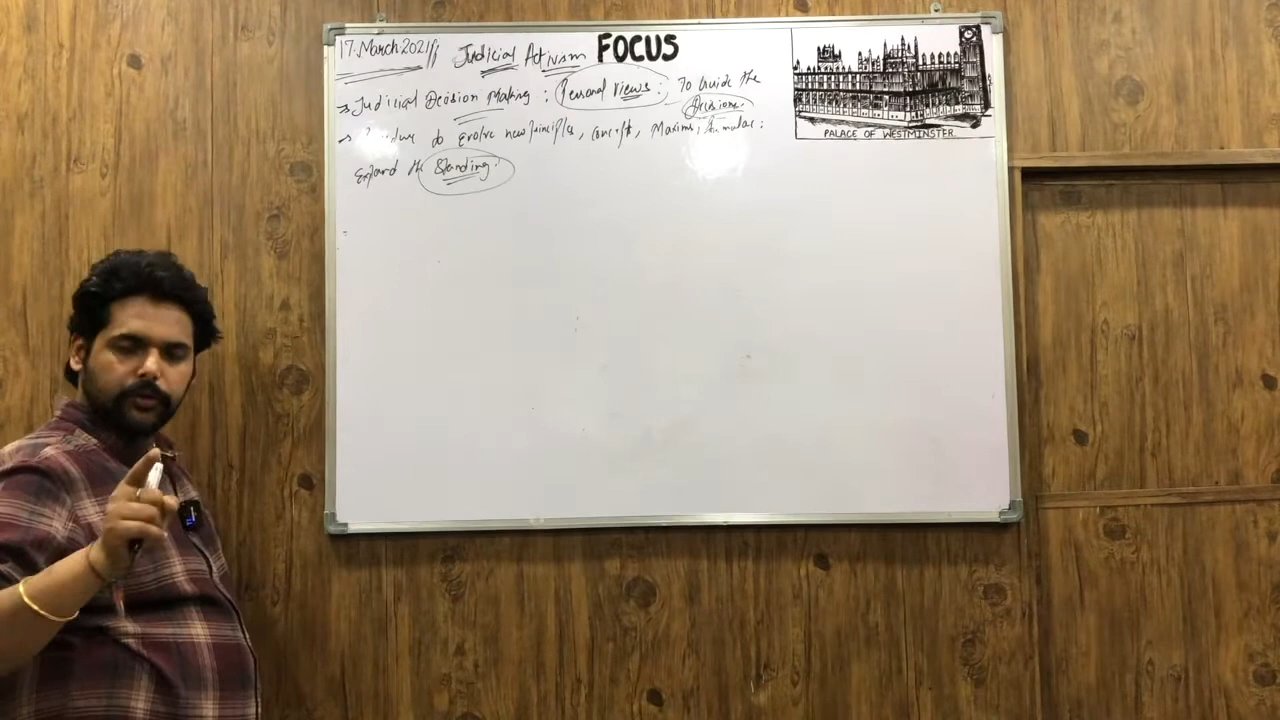 17.March 2021 Judicial Activism FOCUS
Judicial Decision Making : Personal views : To Guide the
Decisions.
to evolve new principles, concept, Maxims, formulae :
expand the Standing.
PALACE OF WESTMINSTER